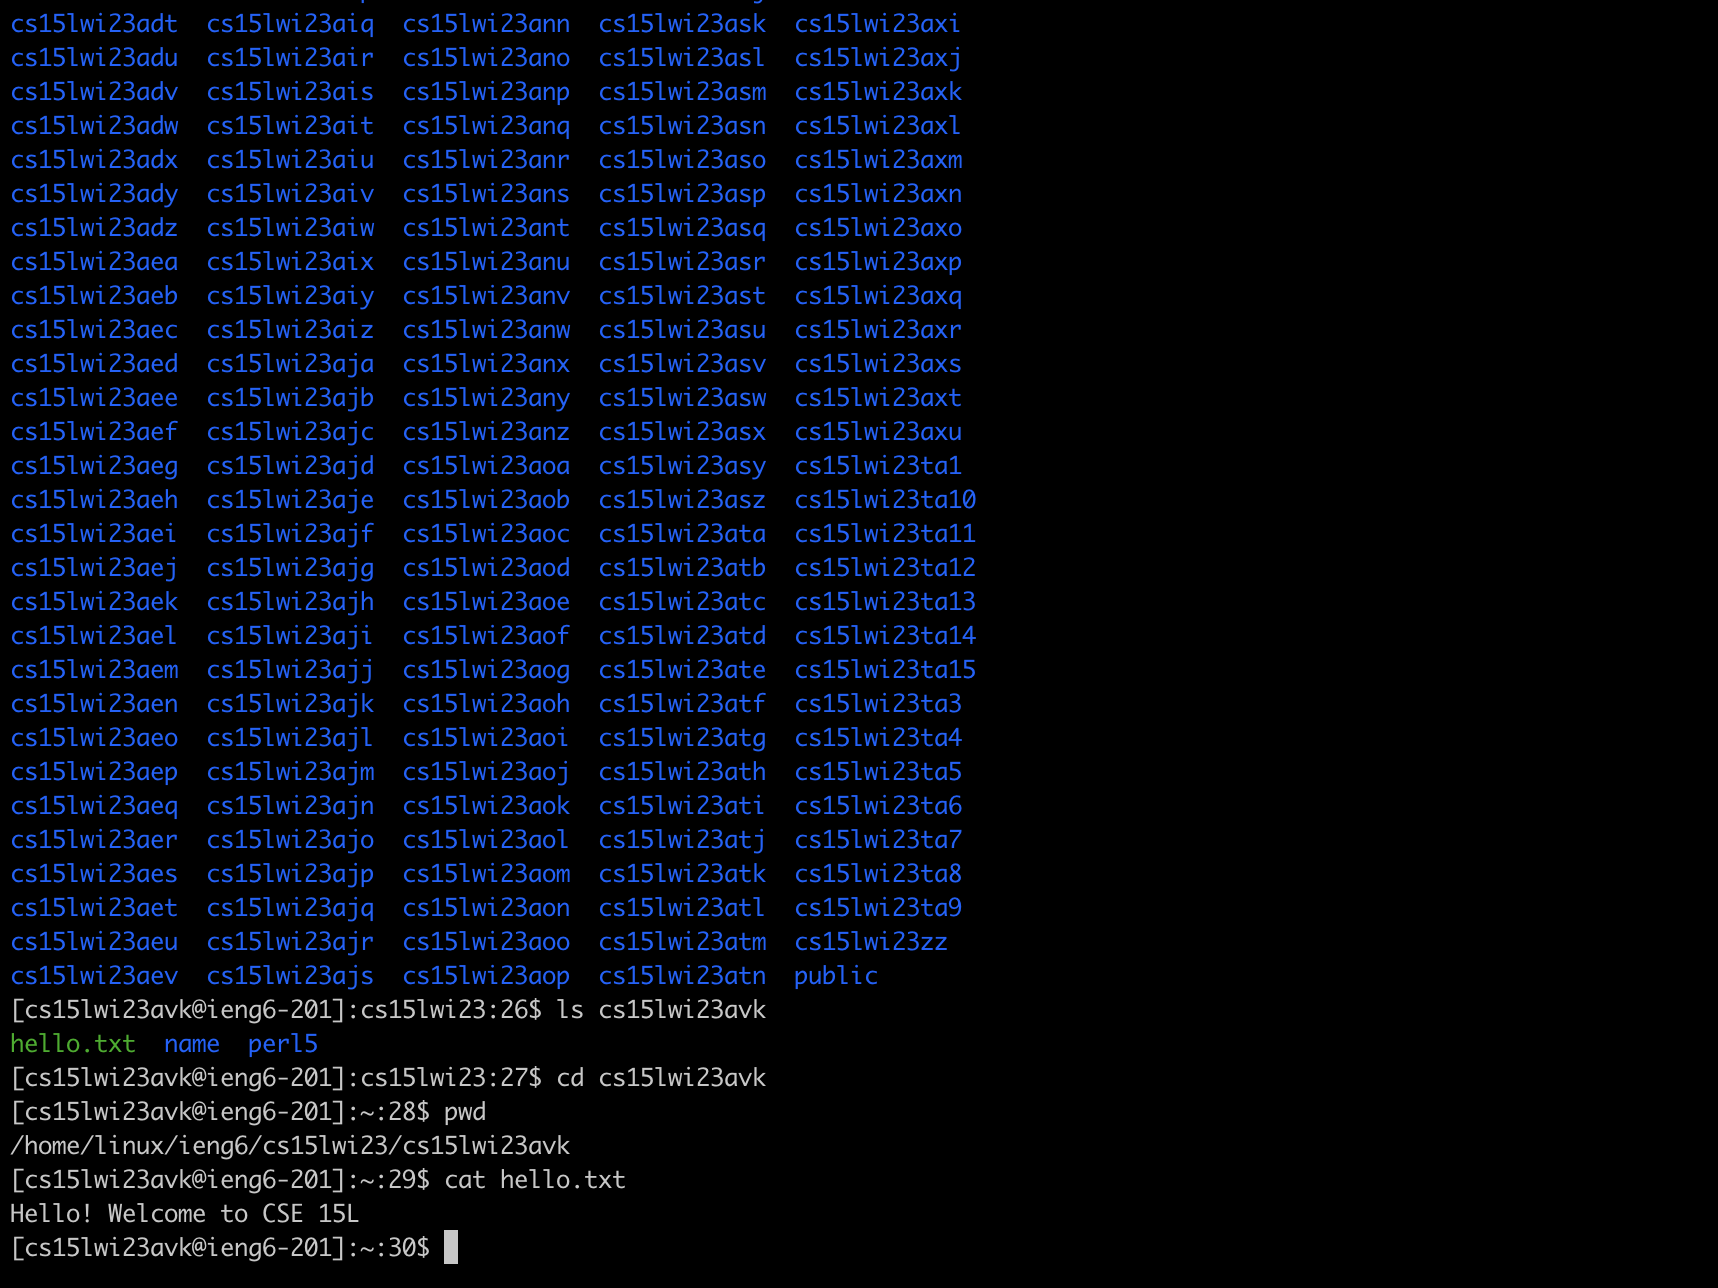 cs15lwi23adt  cs15lwi23aiq  cs15lwi23ann  cs15lwi23ask  cs15lwi23axi
cs15lwi23adu  cs15lwi23air  cs15lwi23ano  cs15lwi23asl  cs15lwi23axj
cs15lwi23adv  cs15lwi23ais  cs15lwi23anp  cs15lwi23asm  cs15lwi23axk
cs15lwi23adw  cs15lwi23ait  cs15lwi23anq  cs15lwi23asn  cs15lwi23axl
cs15lwi23adx  cs15lwi23aiu  cs15lwi23anr  cs15lwi23aso  cs15lwi23axm
cs15lwi23ady  cs15lwi23aiv  cs15lwi23ans  cs15lwi23asp  cs15lwi23axn
cs15lwi23adz  cs15lwi23aiw  cs15lwi23ant  cs15lwi23asq  cs15lwi23axo
cs15lwi23aea  cs15lwi23aix  cs15lwi23anu  cs15lwi23asr  cs15lwi23axp
cs15lwi23aeb  cs15lwi23aiy  cs15lwi23anv  cs15lwi23ast  cs15lwi23axq
cs15lwi23aec  cs15lwi23aiz  cs15lwi23anw  cs15lwi23asu  cs15lwi23axr
cs15lwi23aed  cs15lwi23aja  cs15lwi23anx  cs15lwi23asv  cs15lwi23axs
cs15lwi23aee  cs15lwi23ajb  cs15lwi23any  cs15lwi23asw  cs15lwi23axt
cs15lwi23aef  cs15lwi23ajc  cs15lwi23anz  cs15lwi23asx  cs15lwi23axu
cs15lwi23aeg  cs15lwi23ajd  cs15lwi23aoa  cs15lwi23asy  cs15lwi23ta1
cs15lwi23aeh  cs15lwi23aje  cs15lwi23aob  cs15lwi23asz  cs15lwi23ta10
cs15lwi23aei  cs15lwi23ajf  cs15lwi23aoc  cs15lwi23ata  cs15lwi23ta11
cs15lwi23aej  cs15lwi23ajg  cs15lwi23aod  cs15lwi23atb  cs15lwi23ta12
cs15lwi23aek  cs15lwi23ajh  cs15lwi23aoe  cs15lwi23atc  cs15lwi23ta13
cs15lwi23ael  cs15lwi23aji  cs15lwi23aof  cs15lwi23atd  cs15lwi23ta14
cs15lwi23aem  cs15lwi23ajj  cs15lwi23aog  cs15lwi23ate  cs15lwi23ta15
cs15lwi23aen  cs15lwi23ajk  cs15lwi23aoh  cs15lwi23atf  cs15lwi23ta3
cs15lwi23aeo  cs15lwi23ajl  cs15lwi23aoi  cs15lwi23atg  cs15lwi23ta4
cs15lwi23aep  cs15lwi23ajm  cs15lwi23aoj  cs15lwi23ath  cs15lwi23ta5
cs15lwi23aeq  cs15lwi23ajn  cs15lwi23aok  cs15lwi23ati  cs15lwi23ta6
cs15lwi23aer  cs15lwi23ajo  cs15lwi23aol  cs15lwi23atj  cs15lwi23ta7
cs15lwi23aes  cs15lwi23ajp  cs15lwi23aom  cs15lwi23atk  cs15lwi23ta8
cs15lwi23aet  cs15lwi23ajq  cs15lwi23aon  cs15lwi23atl  cs15lwi23ta9
cs15lwi23aeu  cs15lwi23ajr  cs15lwi23aoo  cs15lwi23atm  cs15lwi23zz
cs15lwi23aev  cs15lwi23ajs  cs15lwi23aop  cs15lwi23atn  public
[cs15lwi23avk@ieng6-201]:cs15lwi23:26$ ls cs15lwi23avk
hello.txt  name  perl5
[cs15lwi23avk@ieng6-201]:cs15lwi23:27$ cd cs15lwi23avk
[cs15lwi23avk@ieng6-201]:~:28$ pwd
/home/linux/ieng6/cs15lwi23/cs15lwi23avk
[cs15lwi23avk@ieng6-201]:~:29$ cat hello.txt
Hello! Welcome to CSE 15L
[cs15lwi23avk@ieng6-201]:~:30$